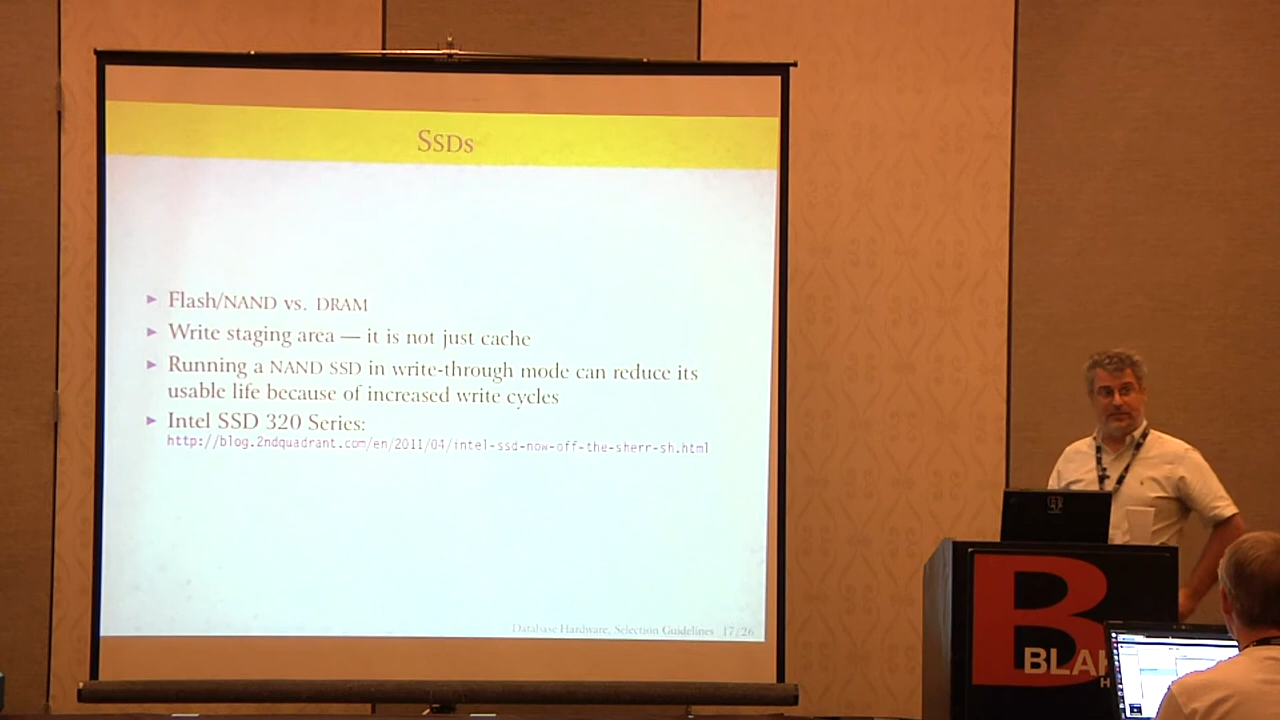 SSDs
▶ Flash/NAND vs. DRAM
▶ Write staging area — it is not just cache
▶ Running a NAND SSD in write-through mode can reduce its
usable life because of increased write cycles
▶ Intel SSD 320 Series:
http://blog.2ndquadrant.com/en/2011/04/intel-ssd-now-off-the-sherr-sh.html
Database Hardware, Selection Guidelines 17/26
B
BLA
H